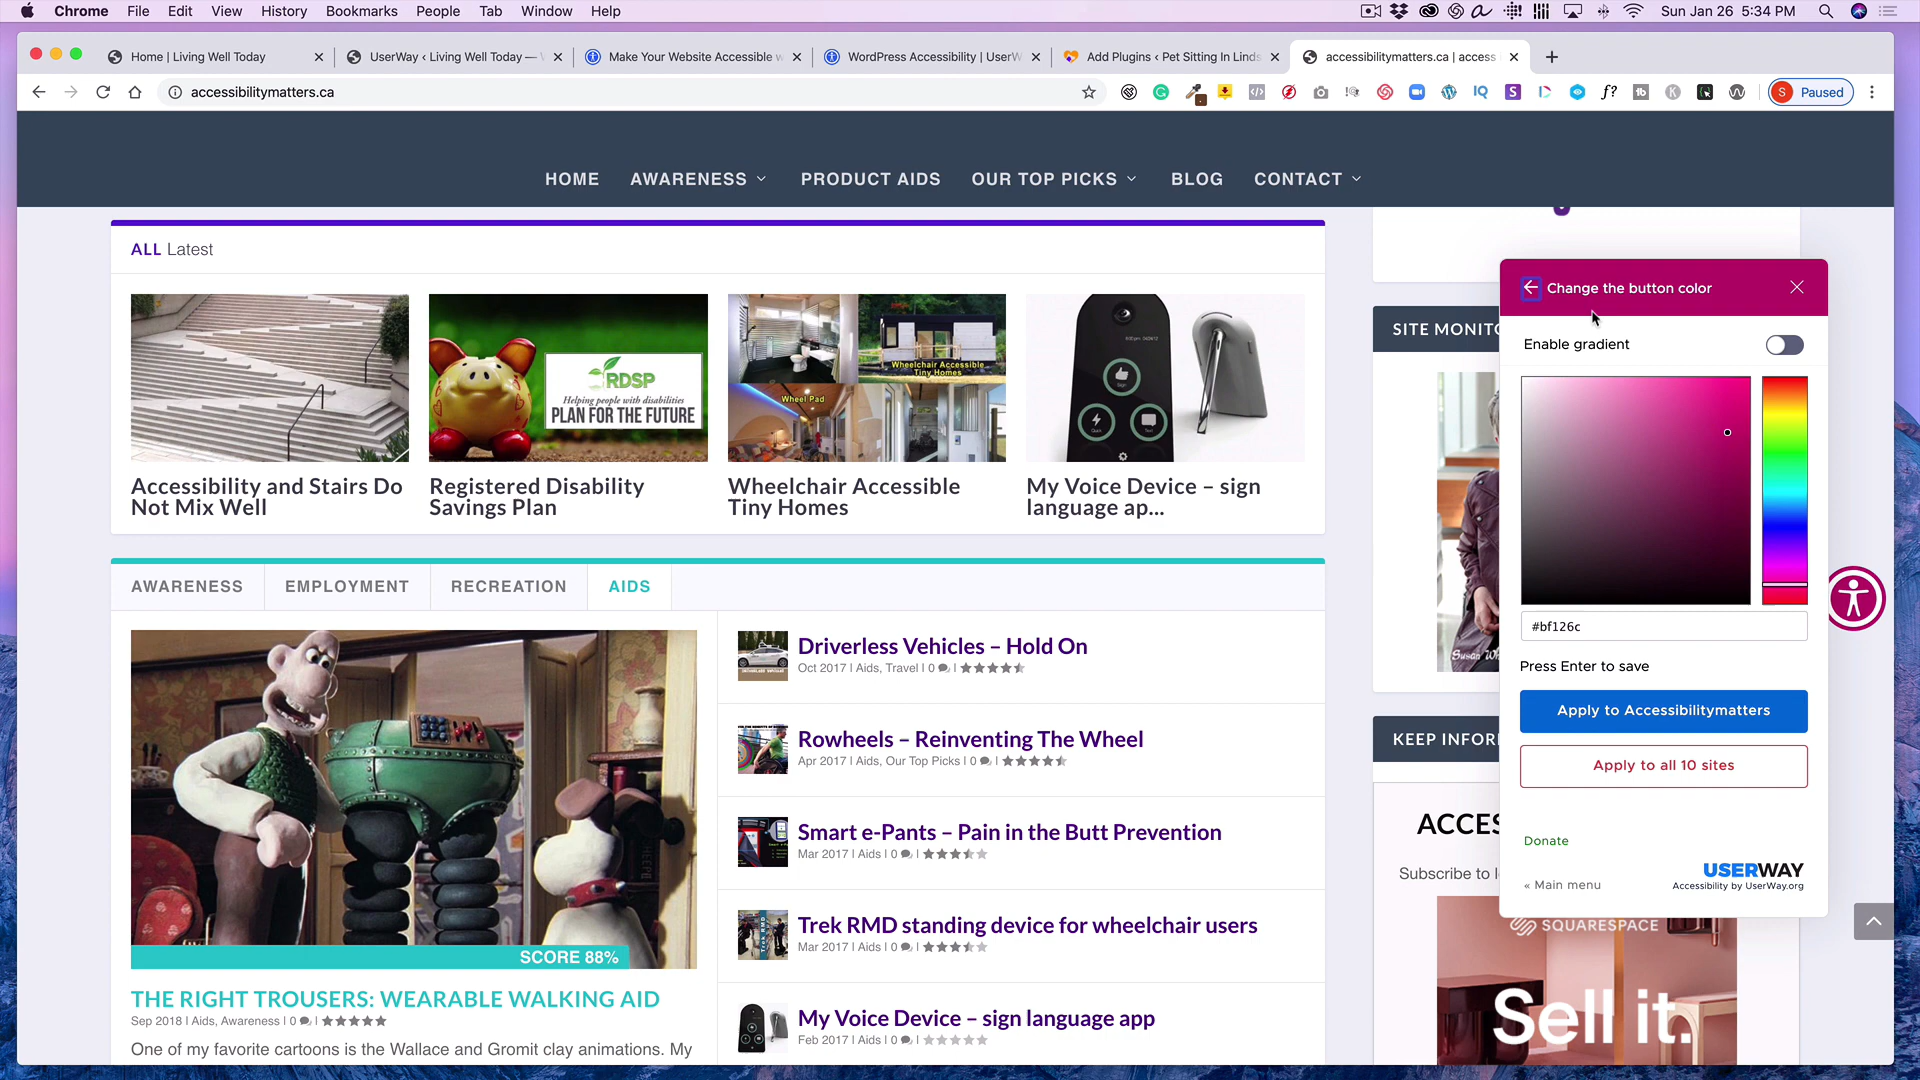 Chrome File Edit View History Bookmarks People Tab Window Help
Sun Jan 26 5:34 PM
Home | Living Well Today
UserWay ‹ Living Well Today —
Make Your Website Accessible w
WordPress Accessibility | UserW
Add Plugins ‹ Pet Sitting In Linds
accessibilitymatters.ca | access
accessibilitymatters.ca
IQ
S
f?
fb
K
S Paused
HOME AWARENESS PRODUCT AIDS OUR TOP PICKS BLOG CONTACT
ALL Latest
RDSP
Helping people with disabilities
PLAN FOR THE FUTURE
Wheelchair Accessible
Tiny Homes
Wheel Pad
Accessibility and Stairs Do
Not Mix Well
Registered Disability
Savings Plan
Wheelchair Accessible
Tiny Homes
My Voice Device – sign
language ap...
AWARENESS EMPLOYMENT RECREATION AIDS
SCORE 88%
THE RIGHT TROUSERS: WEARABLE WALKING AID
Sep 2018 | Aids, Awareness | 0 |
One of my favorite cartoons is the Wallace and Gromit clay animations. My
Driverless Vehicles – Hold On
Oct 2017 | Aids, Travel | 0 |
Rowheels – Reinventing The Wheel
Apr 2017 | Aids, Our Top Picks | 0 |
Smart e-Pants – Pain in the Butt Prevention
Mar 2017 | Aids | 0 |
Trek RMD standing device for wheelchair users
Mar 2017 | Aids | 0 |
My Voice Device – sign language app
Feb 2017 | Aids | 0 |
SITE MONITO
Susan Wh
KEEP INFOR
ACCES
Subscribe to l
SQUARESPACE
Sell it.
Change the button color
Enable gradient
#bf126c
Press Enter to save
Apply to Accessibilitymatters
Apply to all 10 sites
Donate
« Main menu
USERWAY
Accessibility by UserWay.org